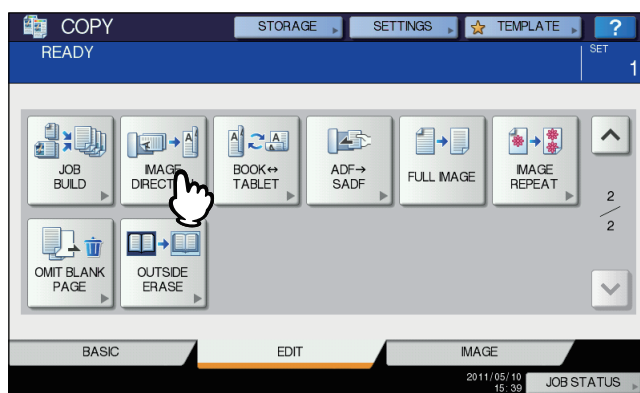 COPY
STORAGE
SETTINGS
TEMPLATE
?
READY
SET
1
JOB
BUILD
IMAGE
DIRECT
BOOK↔
TABLET
ADF→
SADF
FULL IMAGE
IMAGE
REPEAT
2
2
OMIT BLANK
PAGE
OUTSIDE
ERASE
BASIC
EDIT
IMAGE
2011/05/10
15:39
JOB STATUS